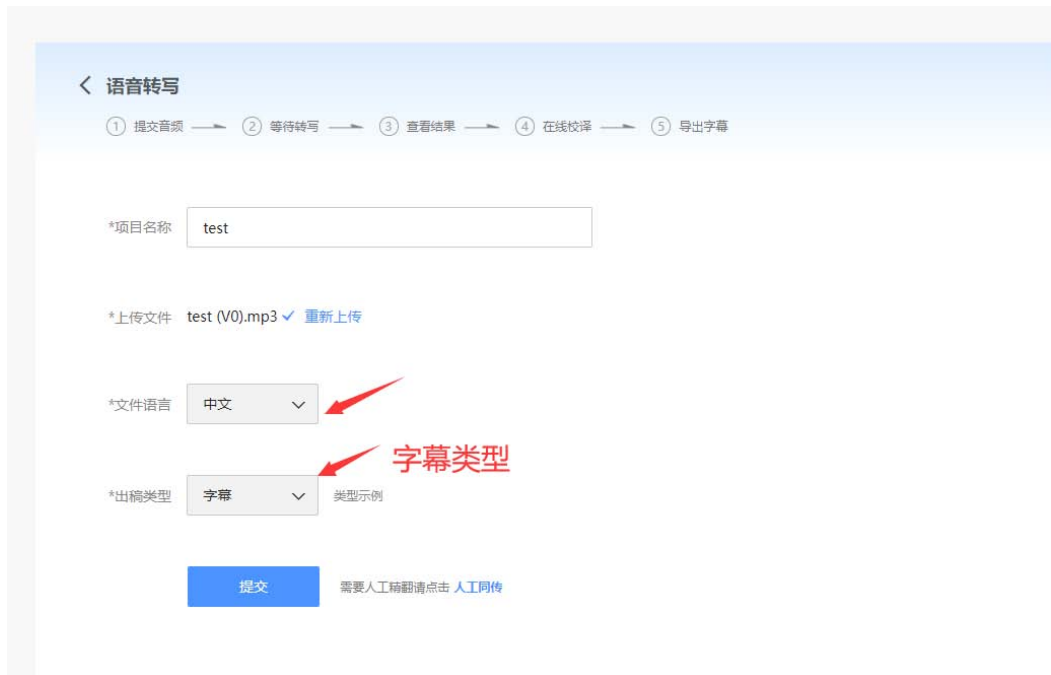 语音转写
① 提交音频 ② 等待转写 ③ 查看结果 ④ 在线校译 ⑤ 导出字幕
*项目名称 test
*上传文件 test (V0).mp3 重新上传
*文件语言 中文
字幕类型
*出稿类型 字幕 类型示例
提交 需要人工精翻请点击 人工同传